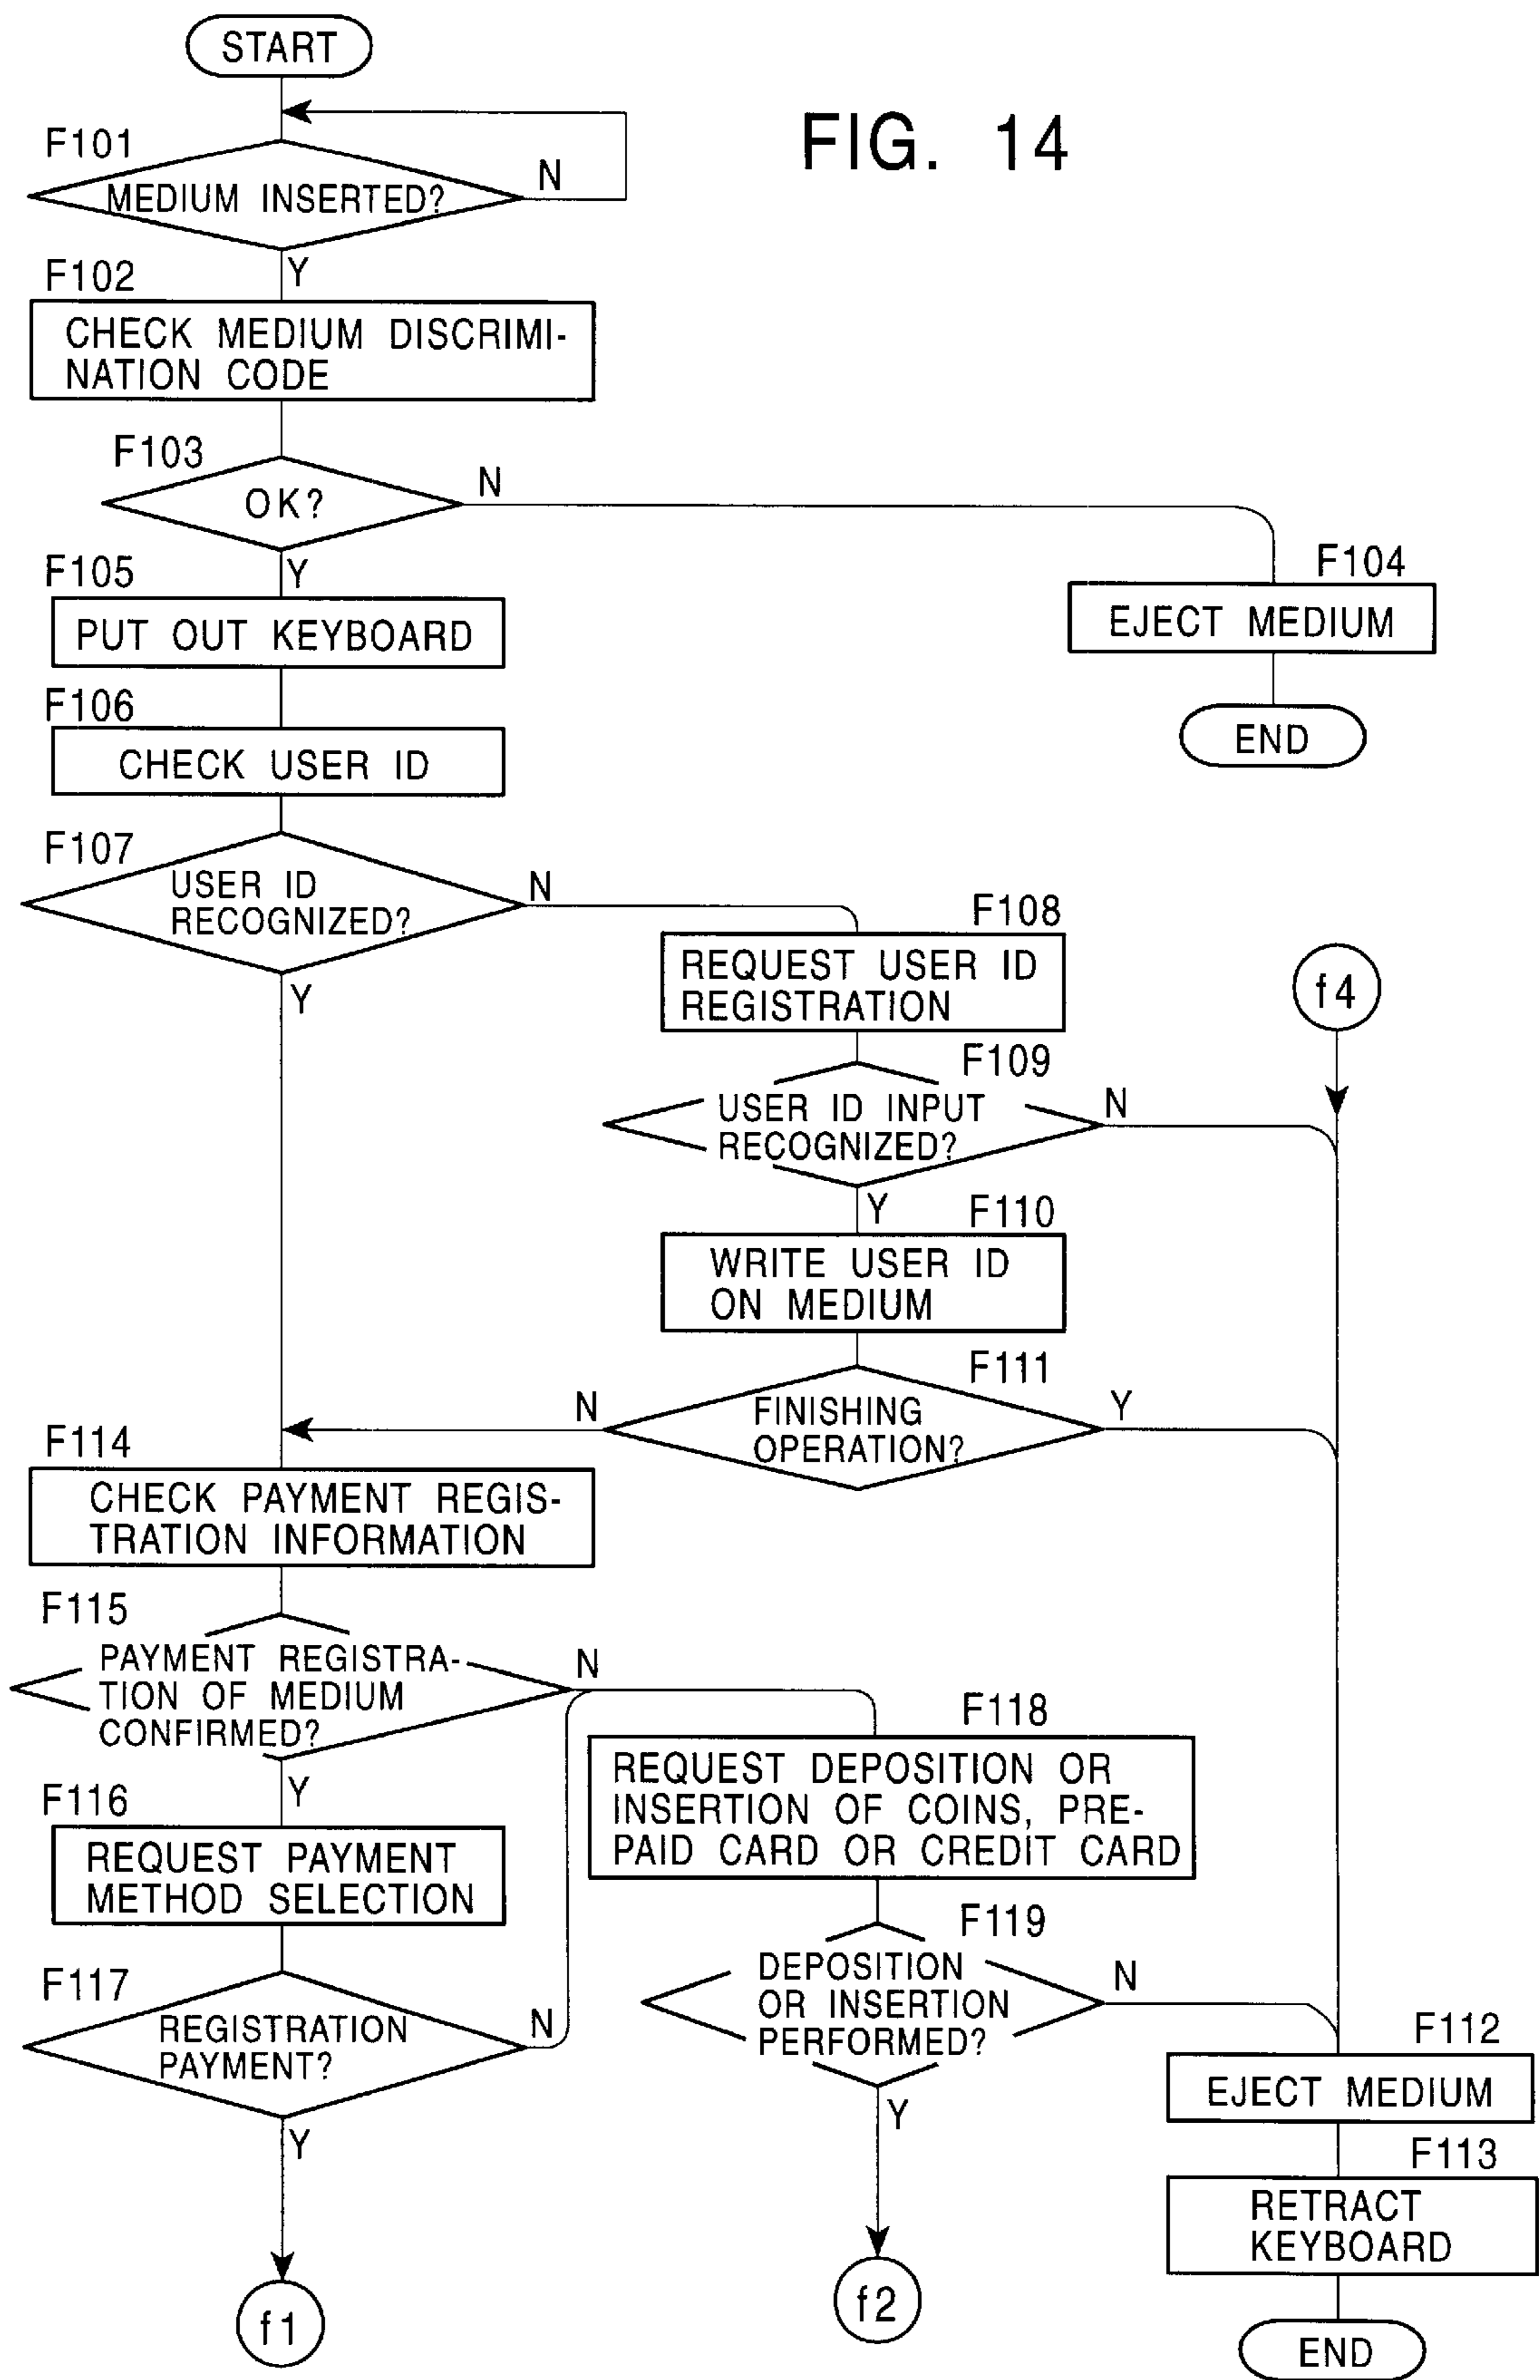 START
FIG. 14
F101
MEDIUM INSERTED?
N
Y
F102
CHECK MEDIUM DISCRIMI-
NATION CODE
F103
OK?
N
Y
F104
EJECT MEDIUM
END
F105
PUT OUT KEYBOARD
F106
CHECK USER ID
F107
USER ID
RECOGNIZED?
N
Y
F108
REQUEST USER ID
REGISTRATION
f4
F109
USER ID INPUT
RECOGNIZED?
N
Y
F110
WRITE USER ID
ON MEDIUM
F111
FINISHING
OPERATION?
N
Y
F114
CHECK PAYMENT REGIS-
TRATION INFORMATION
F115
PAYMENT REGISTRA-
TION OF MEDIUM
CONFIRMED?
N
Y
F116
REQUEST PAYMENT
METHOD SELECTION
F117
REGISTRATION
PAYMENT?
N
Y
f1
F118
REQUEST DEPOSITION OR
INSERTION OF COINS, PRE-
PAID CARD OR CREDIT CARD
F119
DEPOSITION
OR INSERTION
PERFORMED?
N
Y
f2
F112
EJECT MEDIUM
F113
RETRACT
KEYBOARD
END